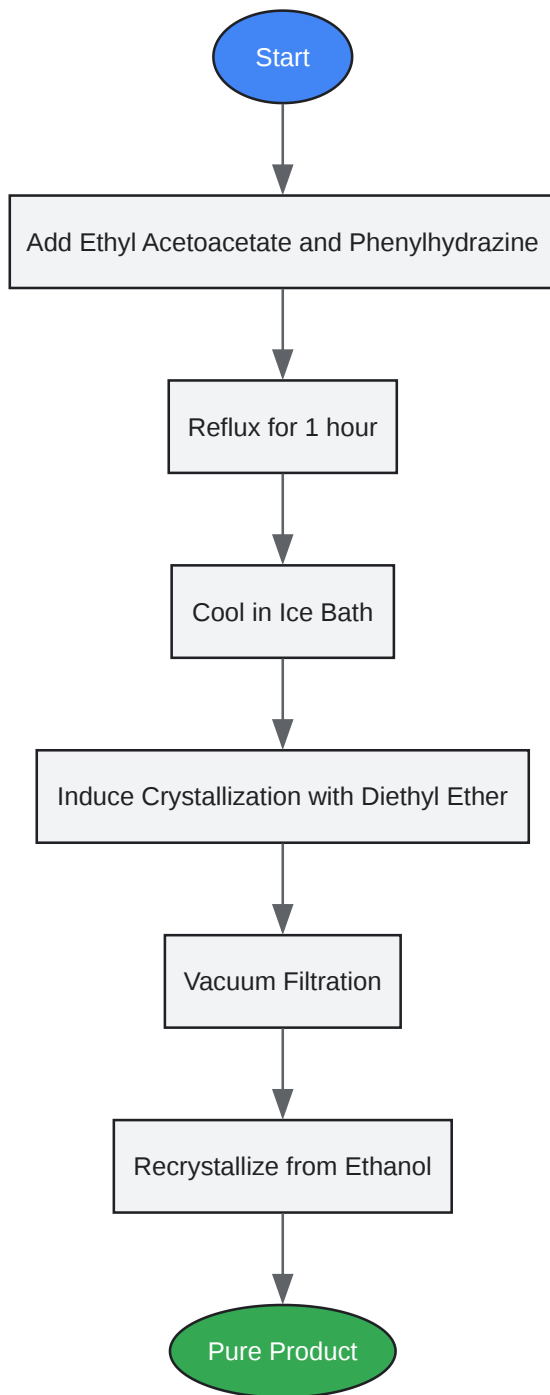 Start
Add Ethyl Acetoacetate and Phenylhydrazine
Reflux for 1 hour
Cool in Ice Bath
Induce Crystallization with Diethyl Ether
Vacuum Filtration
Recrystallize from Ethanol
Pure Product